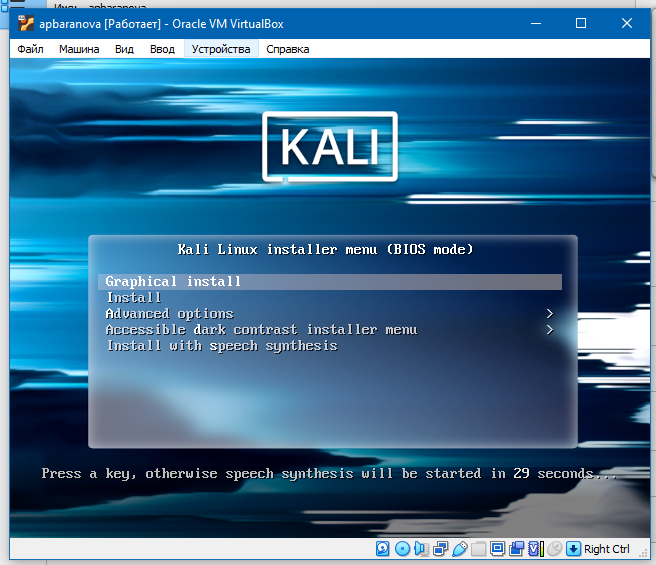 Имя apbaranova
apbaranova [Работает] - Oracle VM VirtualBox
Файл Машина Вид Ввод Устройства Справка
KALI
Kali Linux installer menu (BIOS mode)
Graphical install
Install
Advanced options >
Accessible dark contrast installer menu >
Install with speech synthesis
Press a key, otherwise speech synthesis will be started in 29 seconds...
Right Ctrl